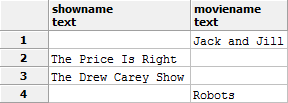 showname moviename
text text
1 Jack and Jill
2 The Price Is Right
3 The Drew Carey Show
4 Robots